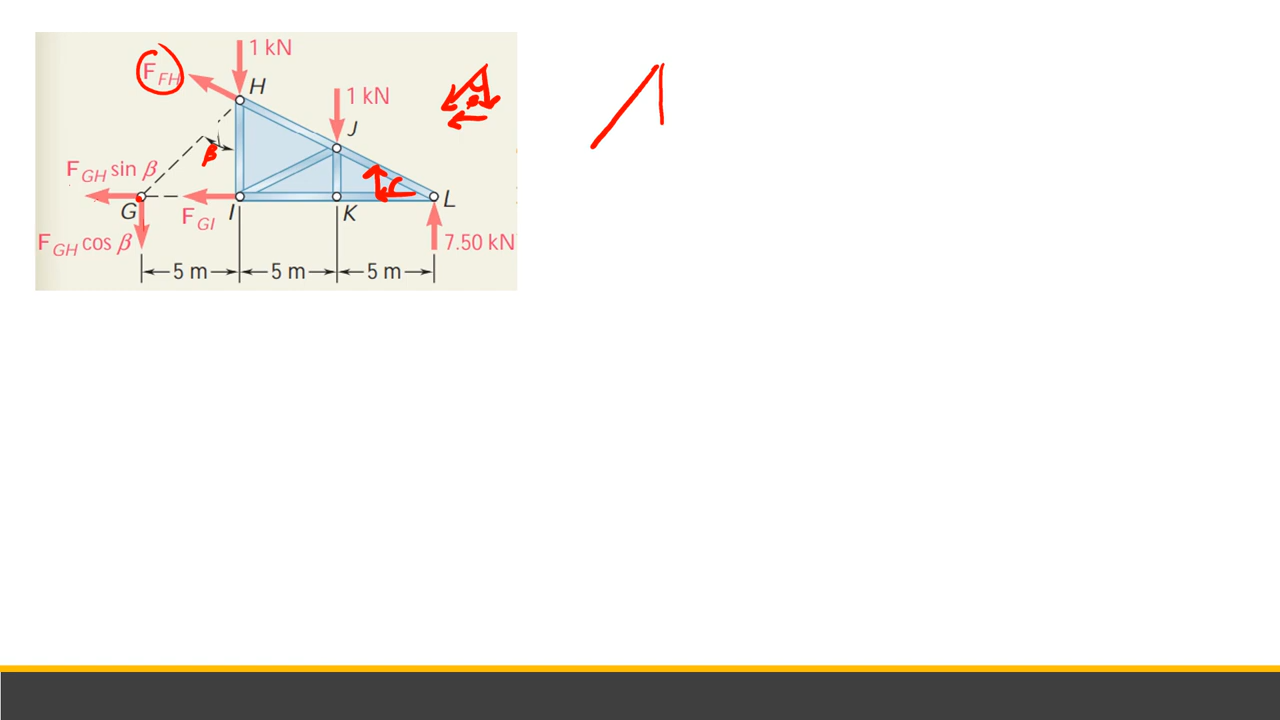 1 kN
F_FH
H
1 kN
J
β
F_GH sin β
L
G
F_GI
I
K
F_GH cos β
7.50 kN
5 m
5 m
5 m